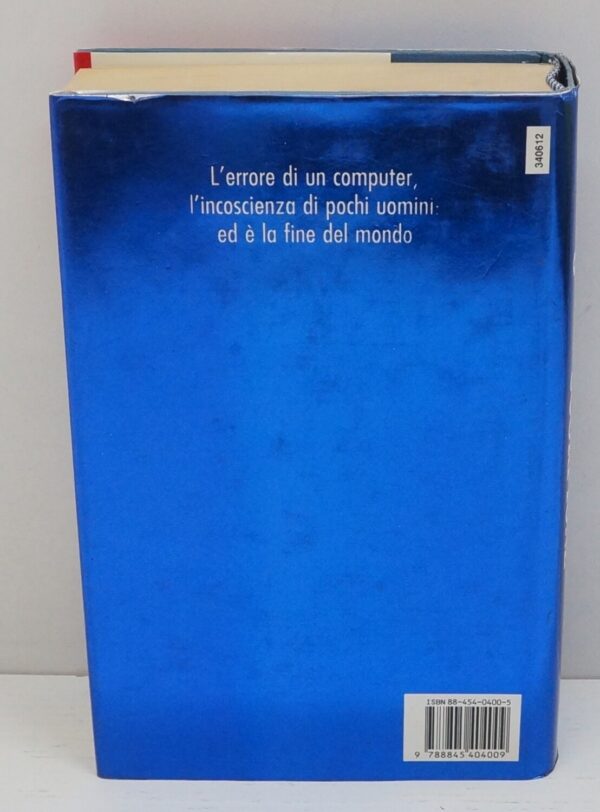 340612
L'errore di un computer,
l'incoscienza di pochi uomini:
ed è la fine del mondo
ISBN 88-454-0400-5
9 788845 404009